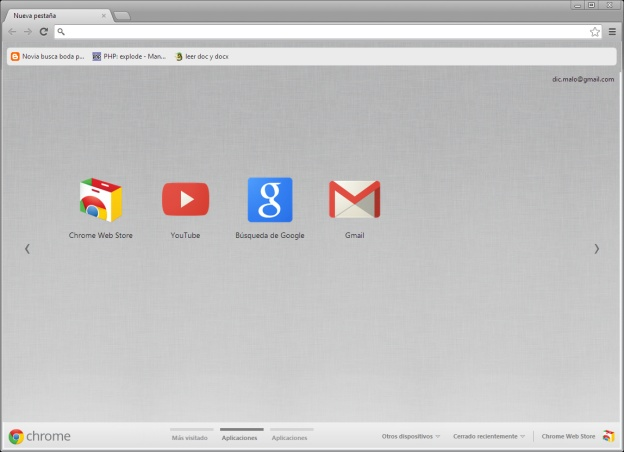 Nueva pestaña
Novia busca boda p... PHP: explode - Man... leer doc y docx
dic.malo@gmail.com
Chrome Web Store YouTube Búsqueda de Google Gmail
chrome Más visitado Aplicaciones Aplicaciones Otros dispositivos Cerrado recientemente Chrome Web Store